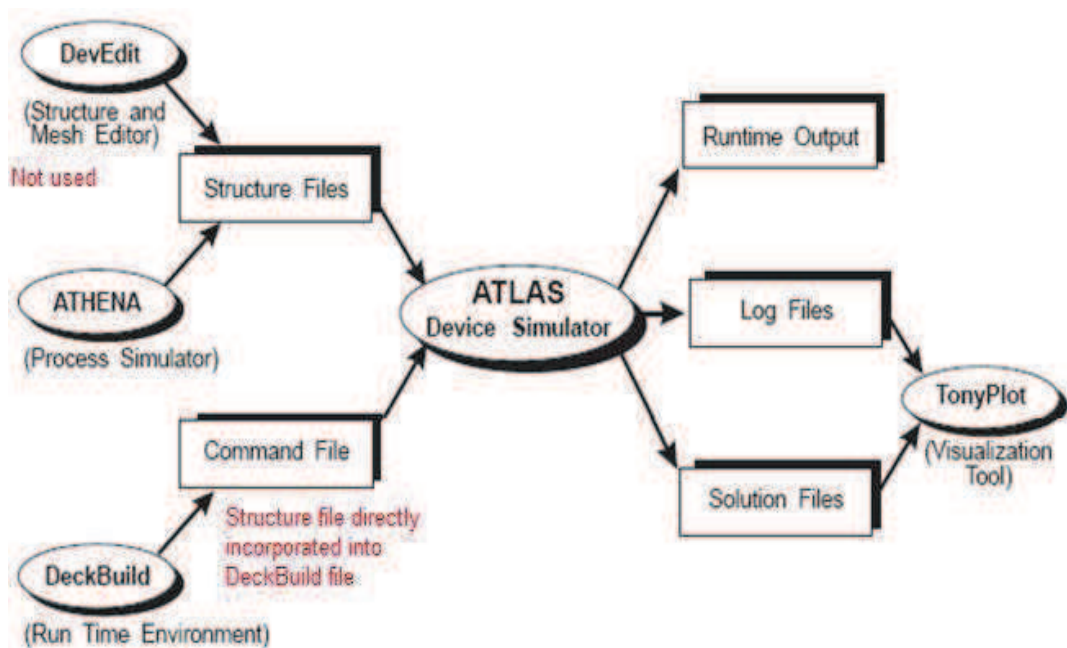 DevEdit
(Structure and
Mesh Editor)
Not used
Structure Files
ATHENA
(Process Simulator)
Command File
Structure file directly
incorporated into
DeckBuild file
DeckBuild
(Run Time Environment)
ATLAS
Device Simulator
Runtime Output
Log Files
Solution Files
TonyPlot
(Visualization
Tool)